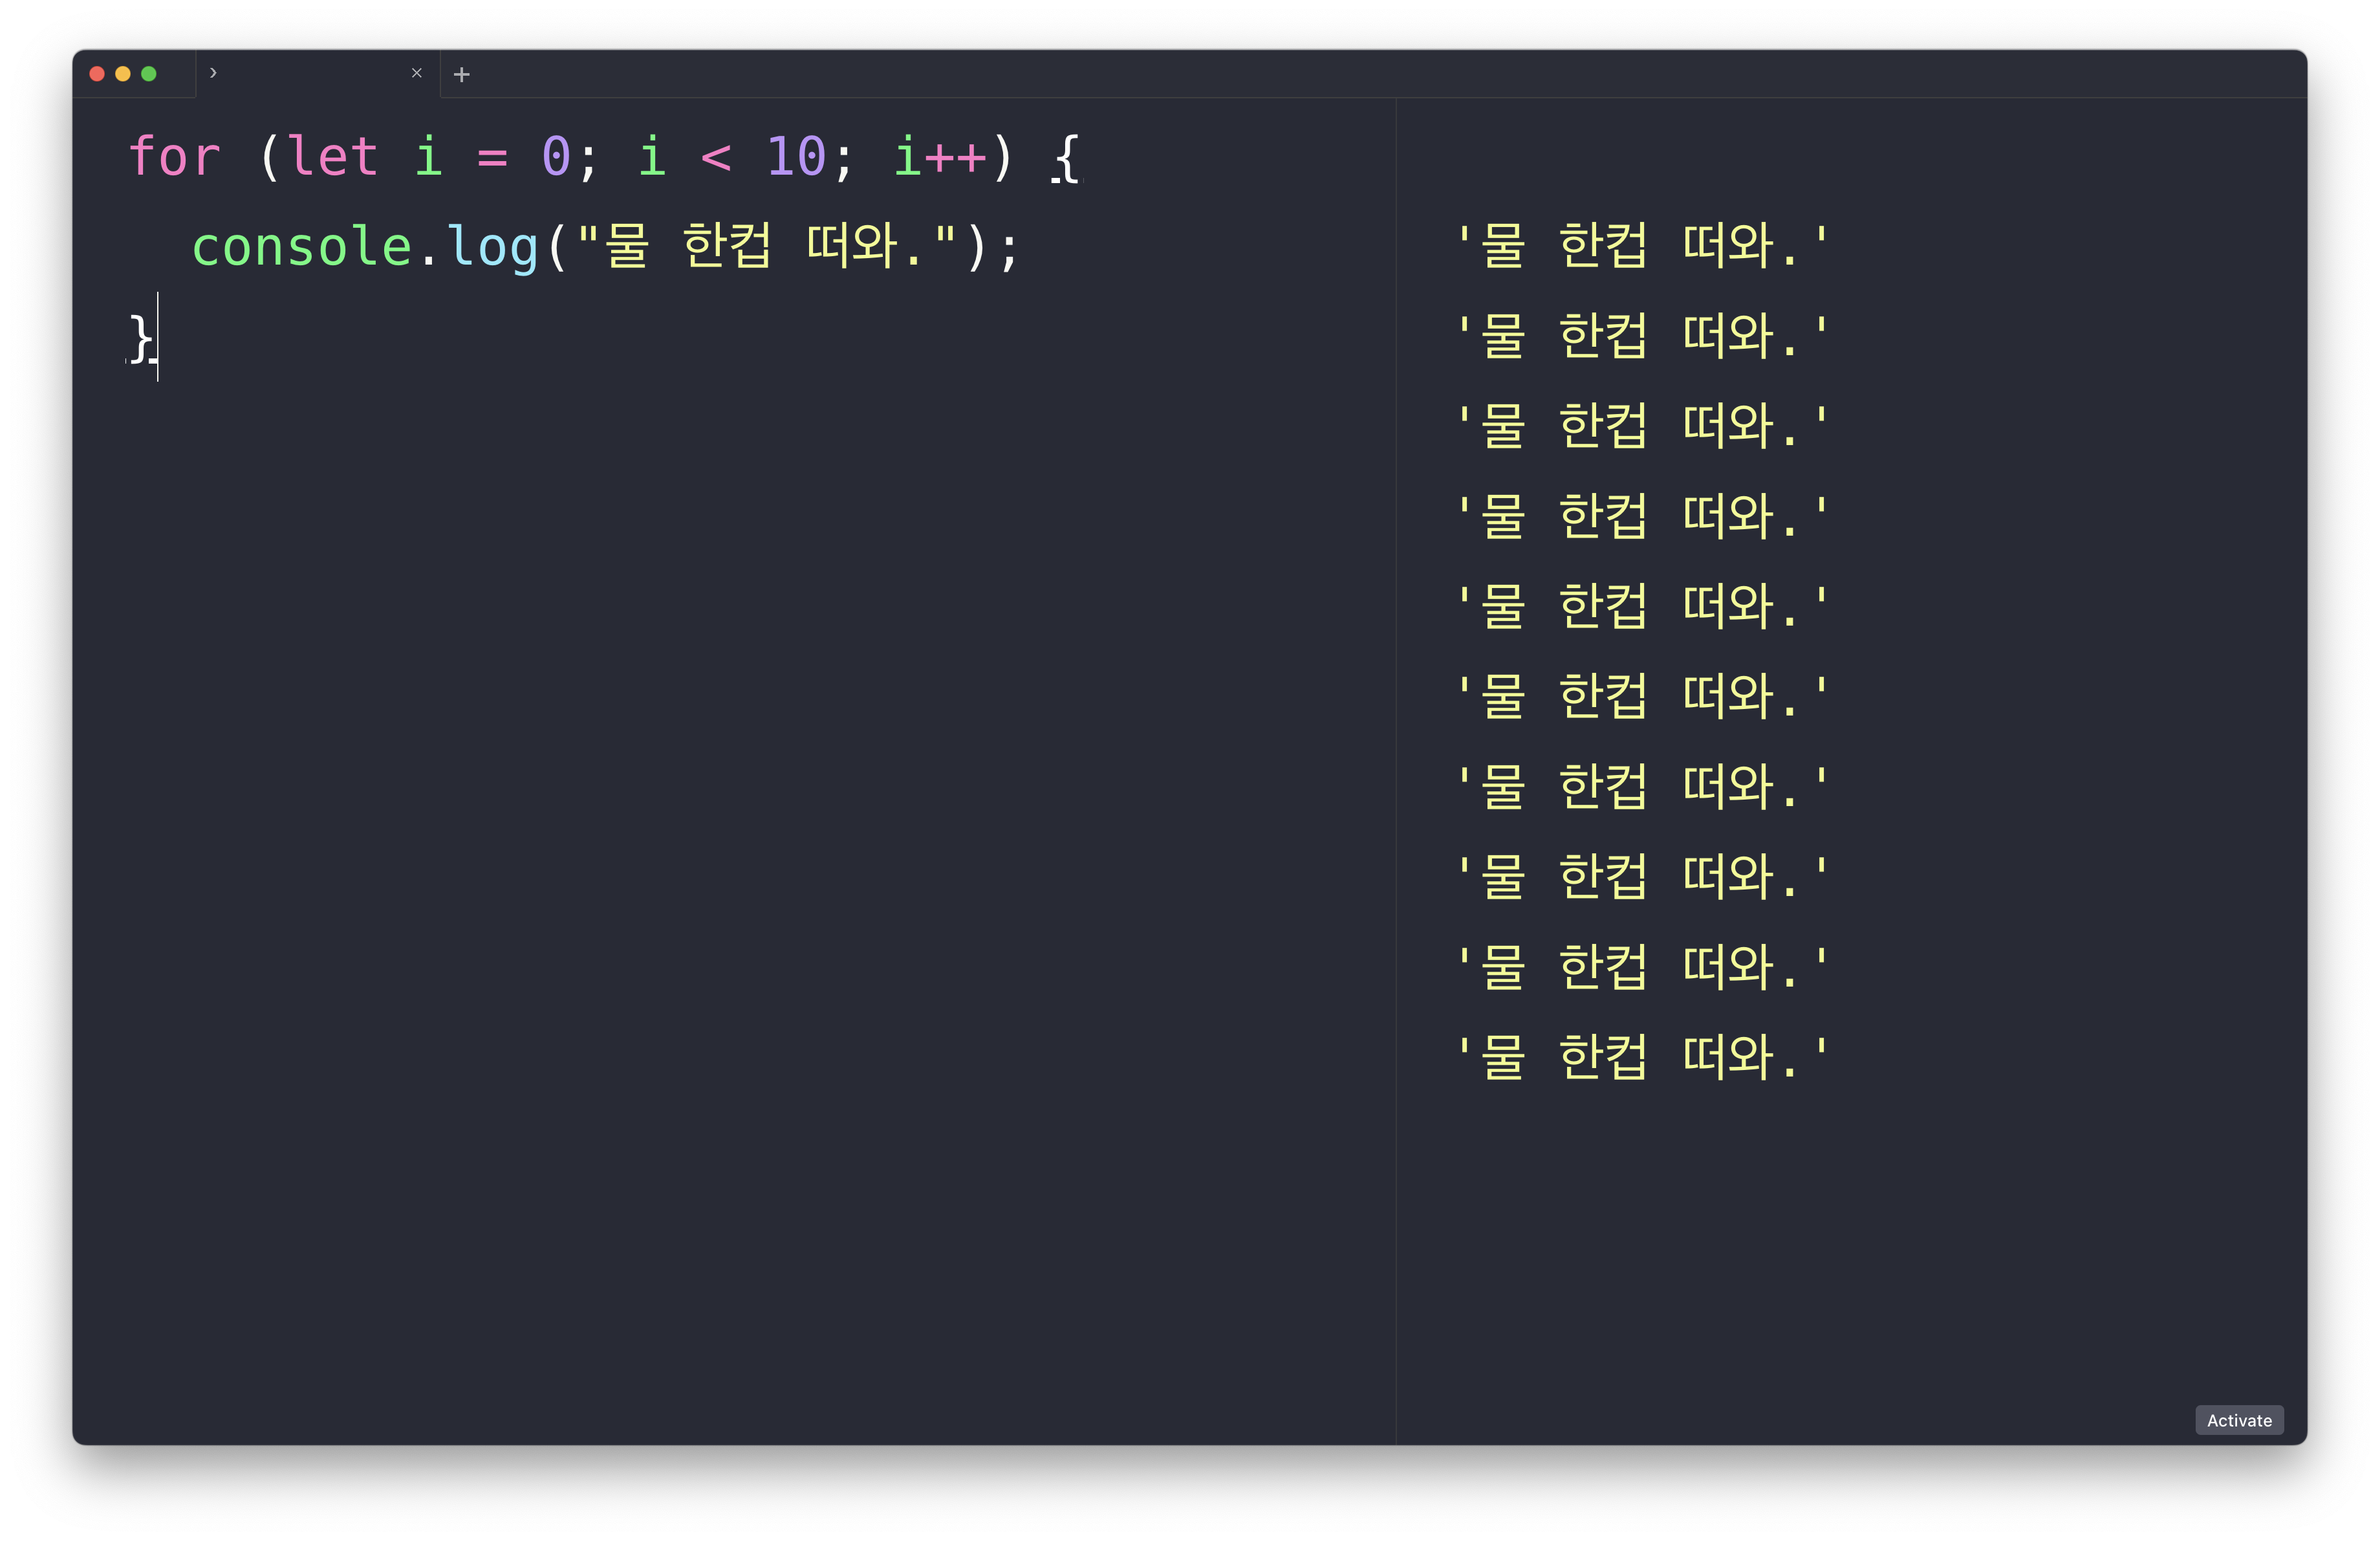 for (let i = 0; i < 10; i++) {
console.log("물 한컵 떠와.");
}
'물 한컵 떠와.'
'물 한컵 떠와.'
'물 한컵 떠와.'
'물 한컵 떠와.'
'물 한컵 떠와.'
'물 한컵 떠와.'
'물 한컵 떠와.'
'물 한컵 떠와.'
'물 한컵 떠와.'
'물 한컵 떠와.'
Activate